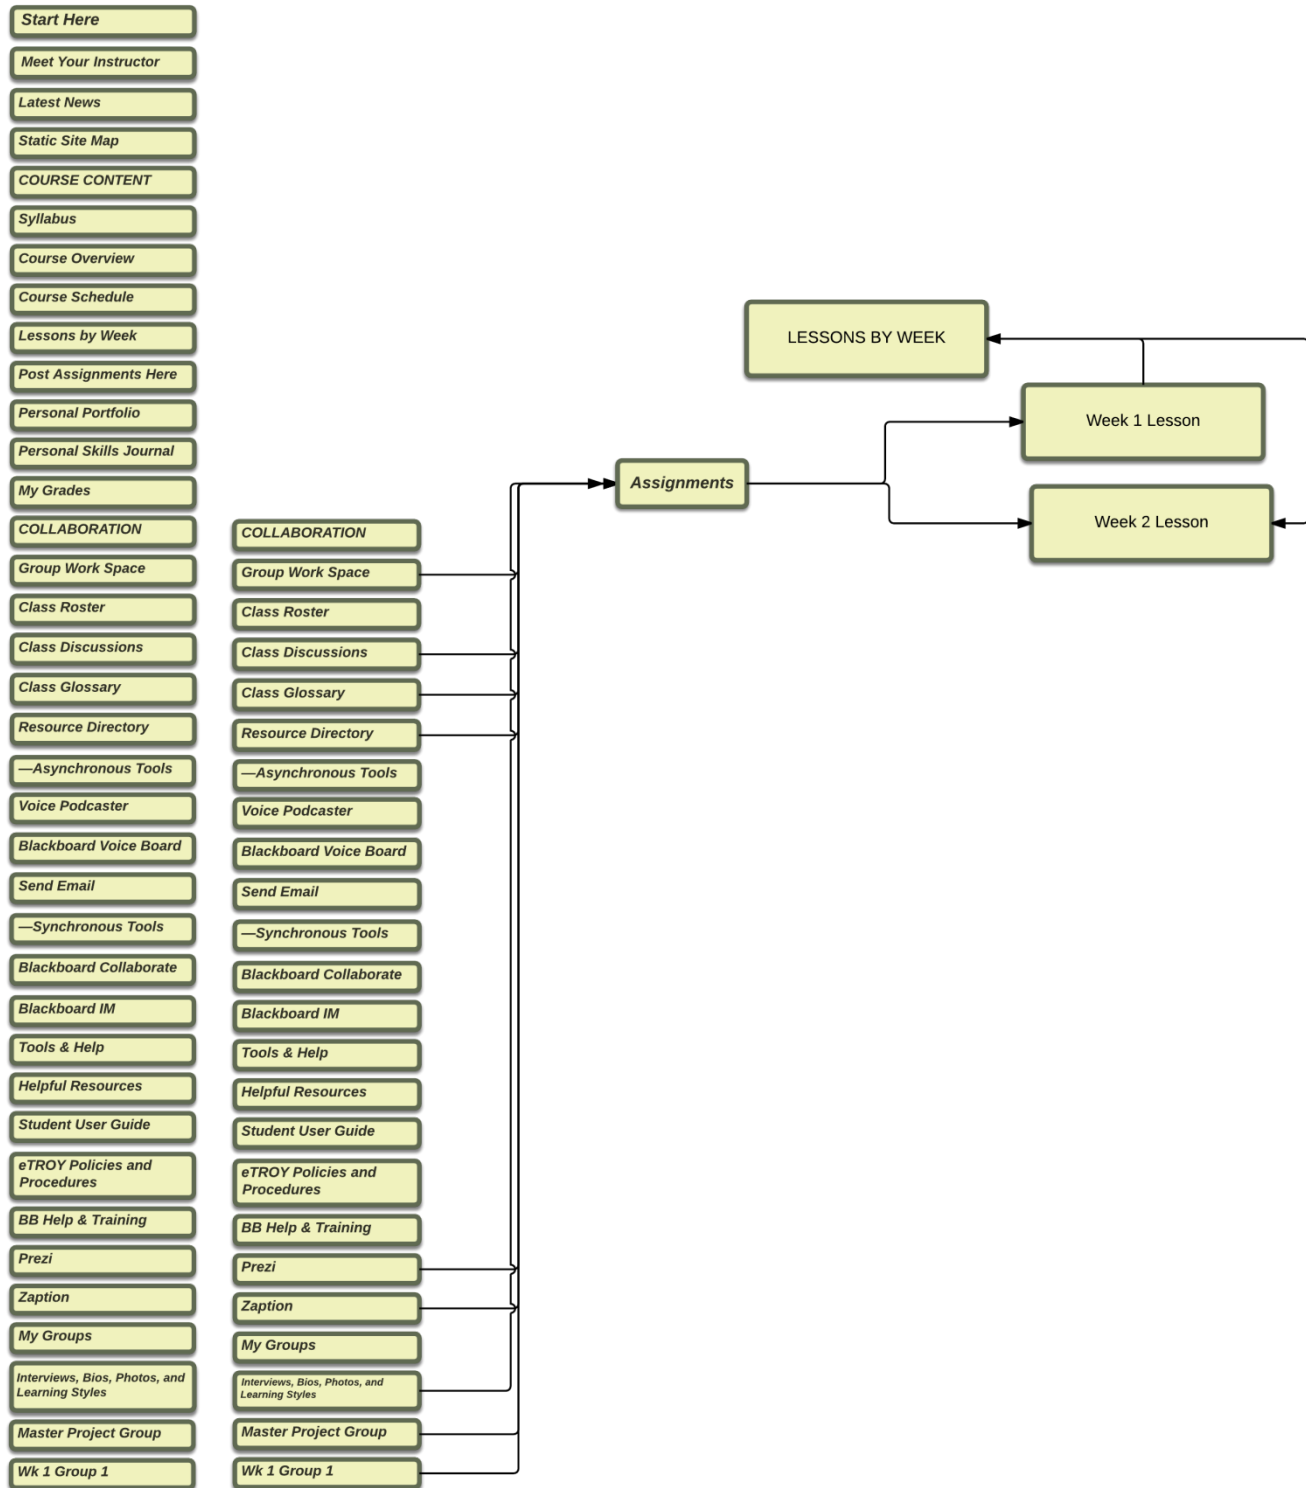 Start Here
Meet Your Instructor
Latest News
Static Site Map
COURSE CONTENT
Syllabus
Course Overview
Course Schedule
Lessons by Week
Post Assignments Here
Personal Portfolio
Personal Skills Journal
My Grades
COLLABORATION
Group Work Space
Class Roster
Class Discussions
Class Glossary
Resource Directory
—Asynchronous Tools
Voice Podcaster
Blackboard Voice Board
Send Email
—Synchronous Tools
Blackboard Collaborate
Blackboard IM
Tools & Help
Helpful Resources
Student User Guide
eTROY Policies and
Procedures
BB Help & Training
Prezi
Zaption
My Groups
Interviews, Bios, Photos, and
Learning Styles
Master Project Group
Wk 1 Group 1
COLLABORATION
Group Work Space
Class Roster
Class Discussions
Class Glossary
Resource Directory
—Asynchronous Tools
Voice Podcaster
Blackboard Voice Board
Send Email
—Synchronous Tools
Blackboard Collaborate
Blackboard IM
Tools & Help
Helpful Resources
Student User Guide
eTROY Policies and
Procedures
BB Help & Training
Prezi
Zaption
My Groups
Interviews, Bios, Photos, and
Learning Styles
Master Project Group
Wk 1 Group 1
Assignments
LESSONS BY WEEK
Week 1 Lesson
Week 2 Lesson